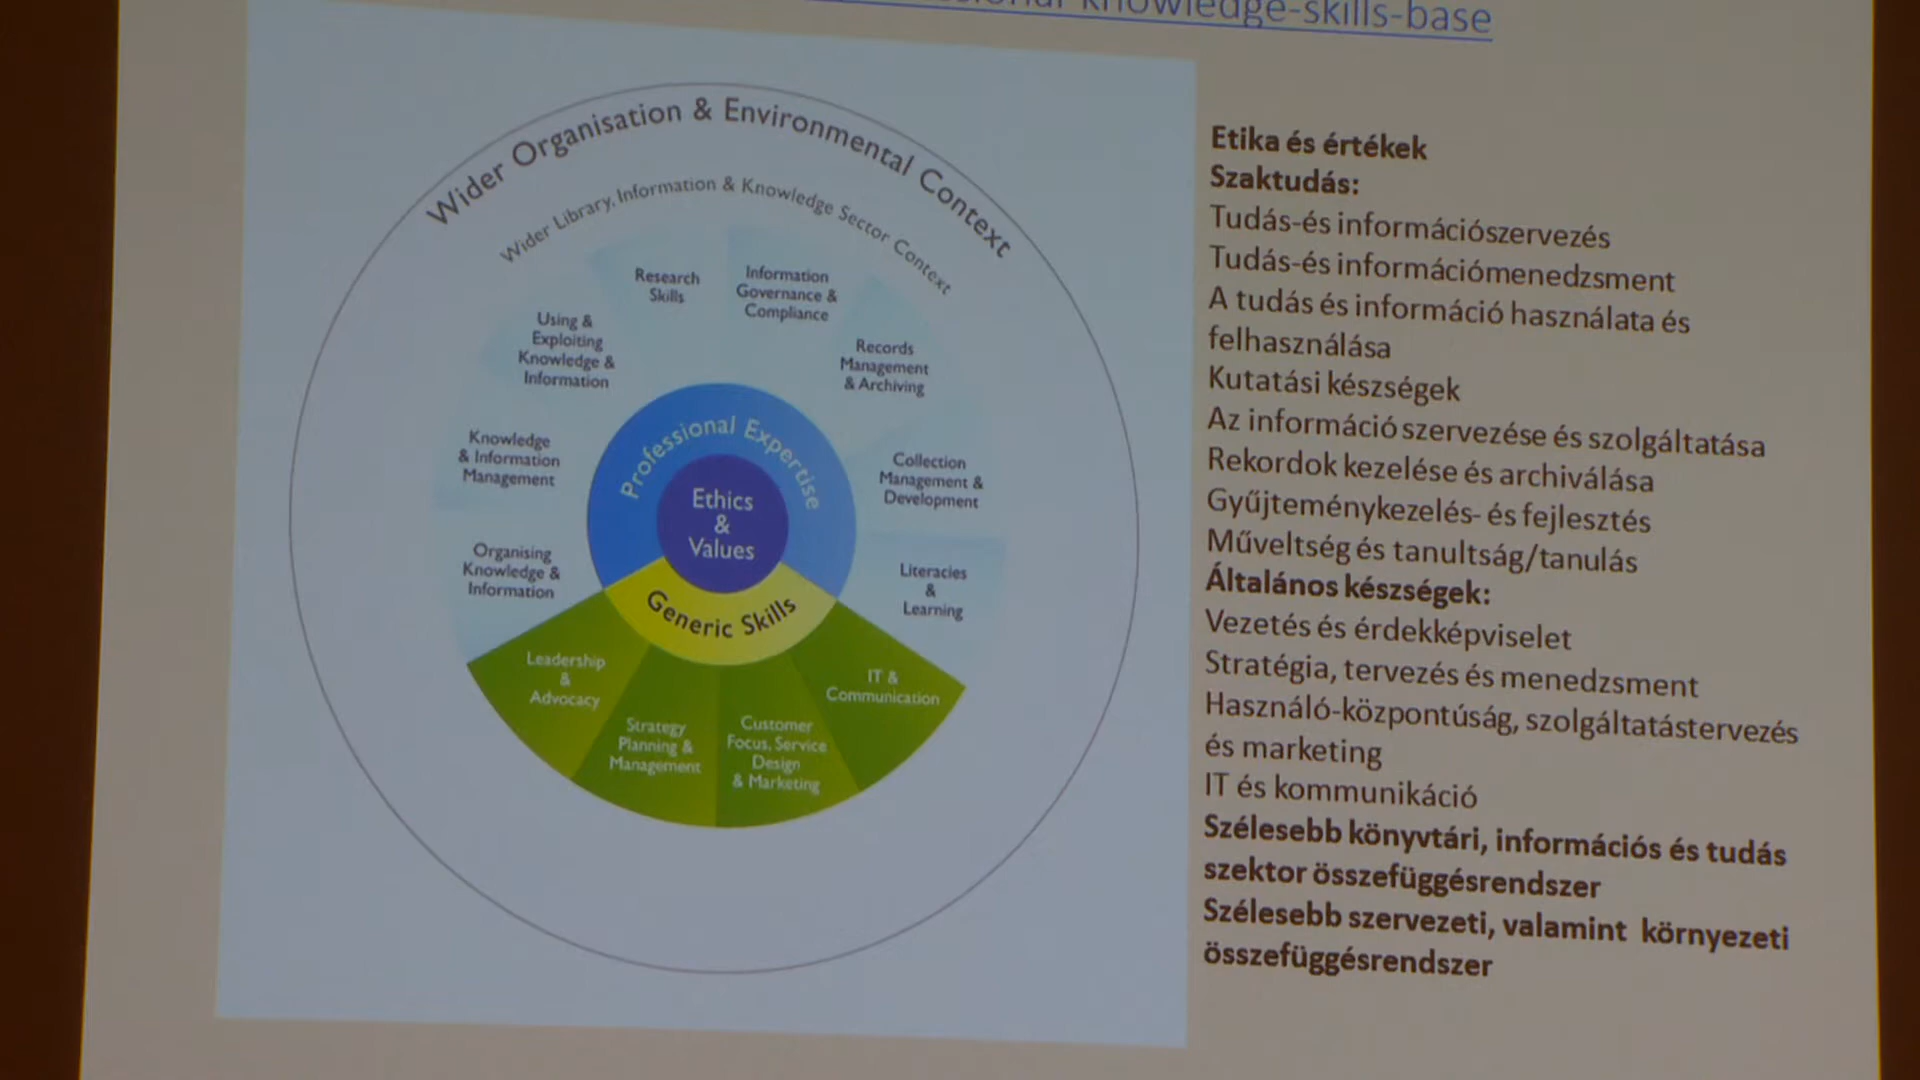 knowledge-skills-base
Wider Organisation & Environmental Context
Wider Library, Information & Knowledge Sector Context
Research
Skills
Information
Governance &
Compliance
Using &
Exploiting
Knowledge &
Information
Records
Management
& Archiving
Knowledge
& Information
Management
Collection
Management &
Development
Organising
Knowledge &
Information
Literacies
&
Learning
Professional Expertise
Ethics
&
Values
Generic Skills
Leadership
&
Advocacy
Strategy
Planning &
Management
Customer
Focus, Service
Design
& Marketing
IT &
Communication
Etika és értékek
Szaktudás:
Tudás-és információszervezés
Tudás-és információmenedzsment
A tudás és információ használata és
felhasználása
Kutatási készségek
Az információ szervezése és szolgáltatása
Rekordok kezelése és archiválása
Gyűjteménykezelés- és fejlesztés
Műveltség és tanultság/tanulás
Általános készségek:
Vezetés és érdekképviselet
Stratégia, tervezés és menedzsment
Használó-központúság, szolgáltatástervezés
és marketing
IT és kommunikáció
Szélesebb könyvtári, információs és tudás
szektor összefüggésrendszer
Szélesebb szervezeti, valamint környezeti
összefüggésrendszer